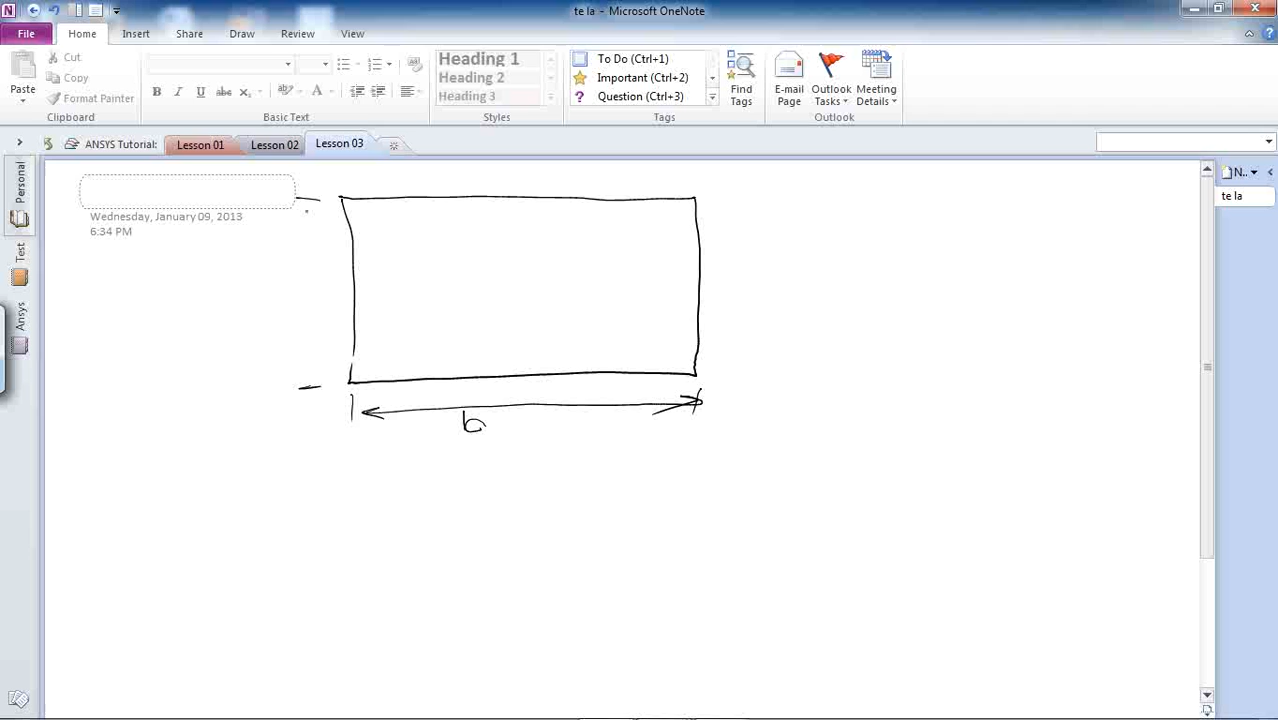 te la - Microsoft OneNote
File Home Insert Share Draw Review View
Paste
Cut
Copy
Format Painter
Clipboard
B I U abc X₂ A
Basic Text
Heading 1
Heading 2
Heading 3
Styles
To Do (Ctrl+1)
Important (Ctrl+2)
Question (Ctrl+3)
Find Tags
Tags
E-mail Page
Outlook Tasks
Meeting Details
Outlook
ANSYS Tutorial: Lesson 01 Lesson 02 Lesson 03
N..
te la
Personal
Test
Ansys
Wednesday, January 09, 2013
6:34 PM
b